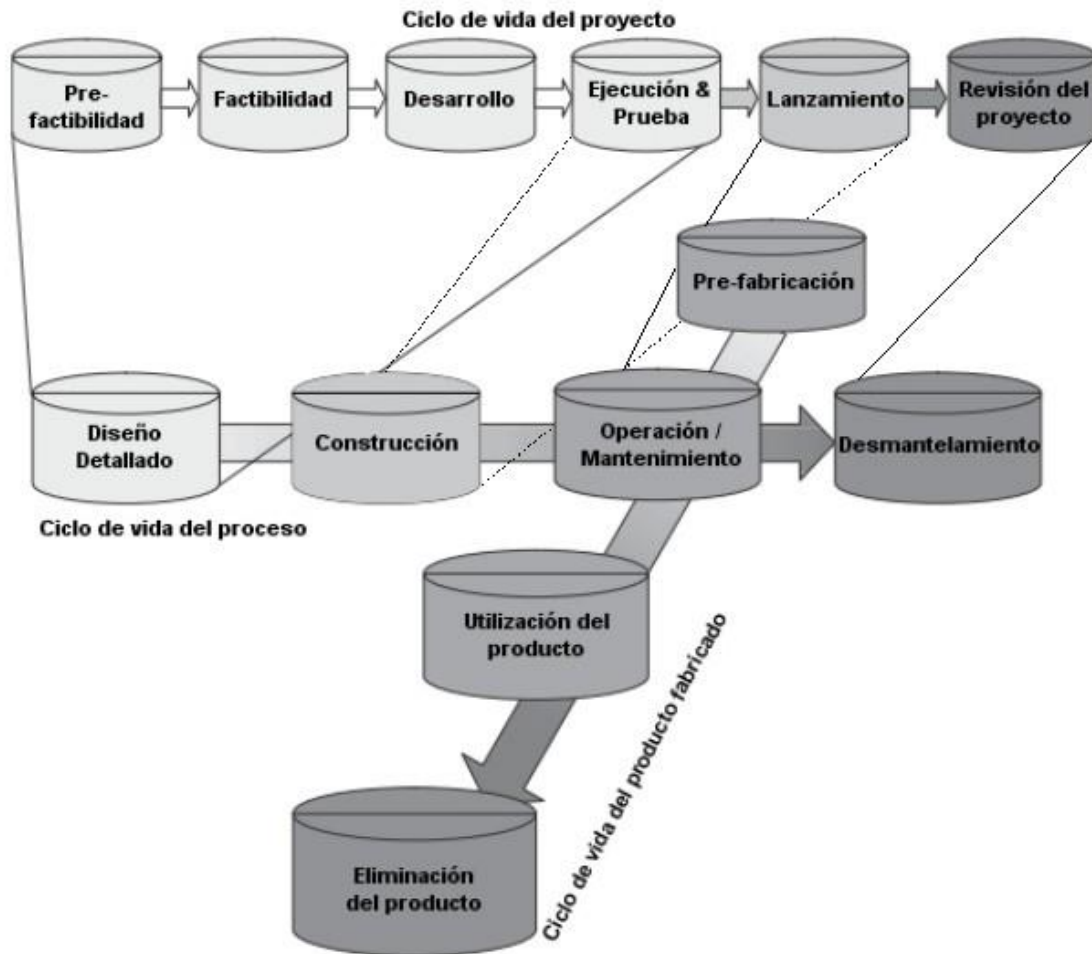 Ciclo de vida del proyecto
Pre-
factibilidad
Factibilidad
Desarrollo
Ejecución &
Prueba
Lanzamiento
Revisión del
proyecto
Pre-fabricación
Diseño
Detallado
Construcción
Operación /
Mantenimiento
Desmantelamiento
Ciclo de vida del proceso
Utilización del
producto
Ciclo de vida del producto fabricado
Eliminación
del producto